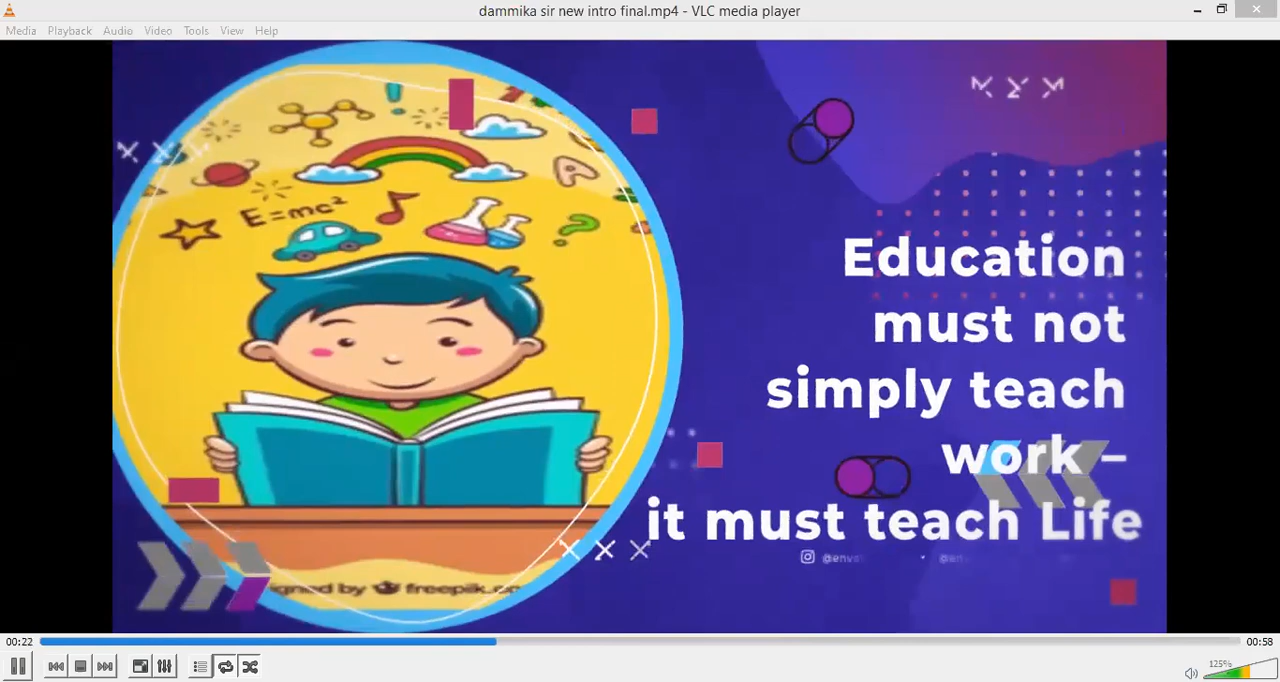 dammika sir new intro final.mp4 - VLC media player
Media Playback Audio Video Tools View Help
E=mc²
A
?
!
Education
must not
simply teach
work –
it must teach Life
freepik
00:22
00:58
125%